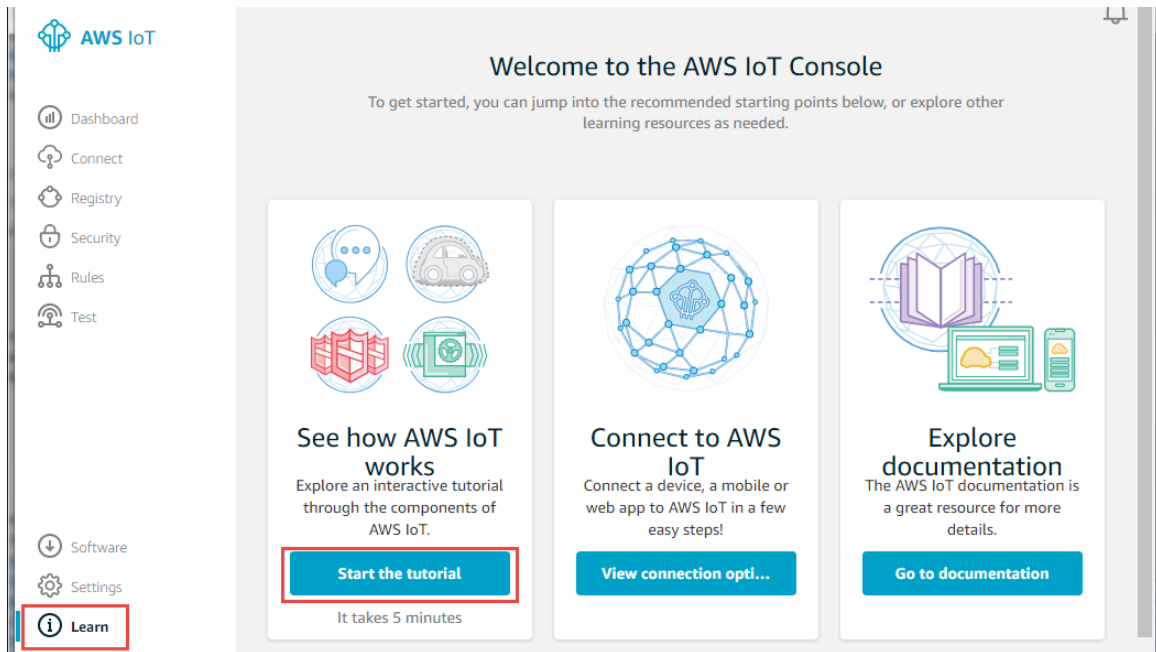 AWS IoT
Dashboard
Connect
Registry
Security
Rules
Test
Software
Settings
Learn
Welcome to the AWS IoT Console
To get started, you can jump into the recommended starting points below, or explore other
learning resources as needed.
See how AWS IoT
works
Explore an interactive tutorial
through the components of
AWS IoT.
Start the tutorial
It takes 5 minutes
Connect to AWS
IoT
Connect a device, a mobile or
web app to AWS IoT in a few
easy steps!
View connection opti...
Explore
documentation
The AWS IoT documentation is
a great resource for more
details.
Go to documentation